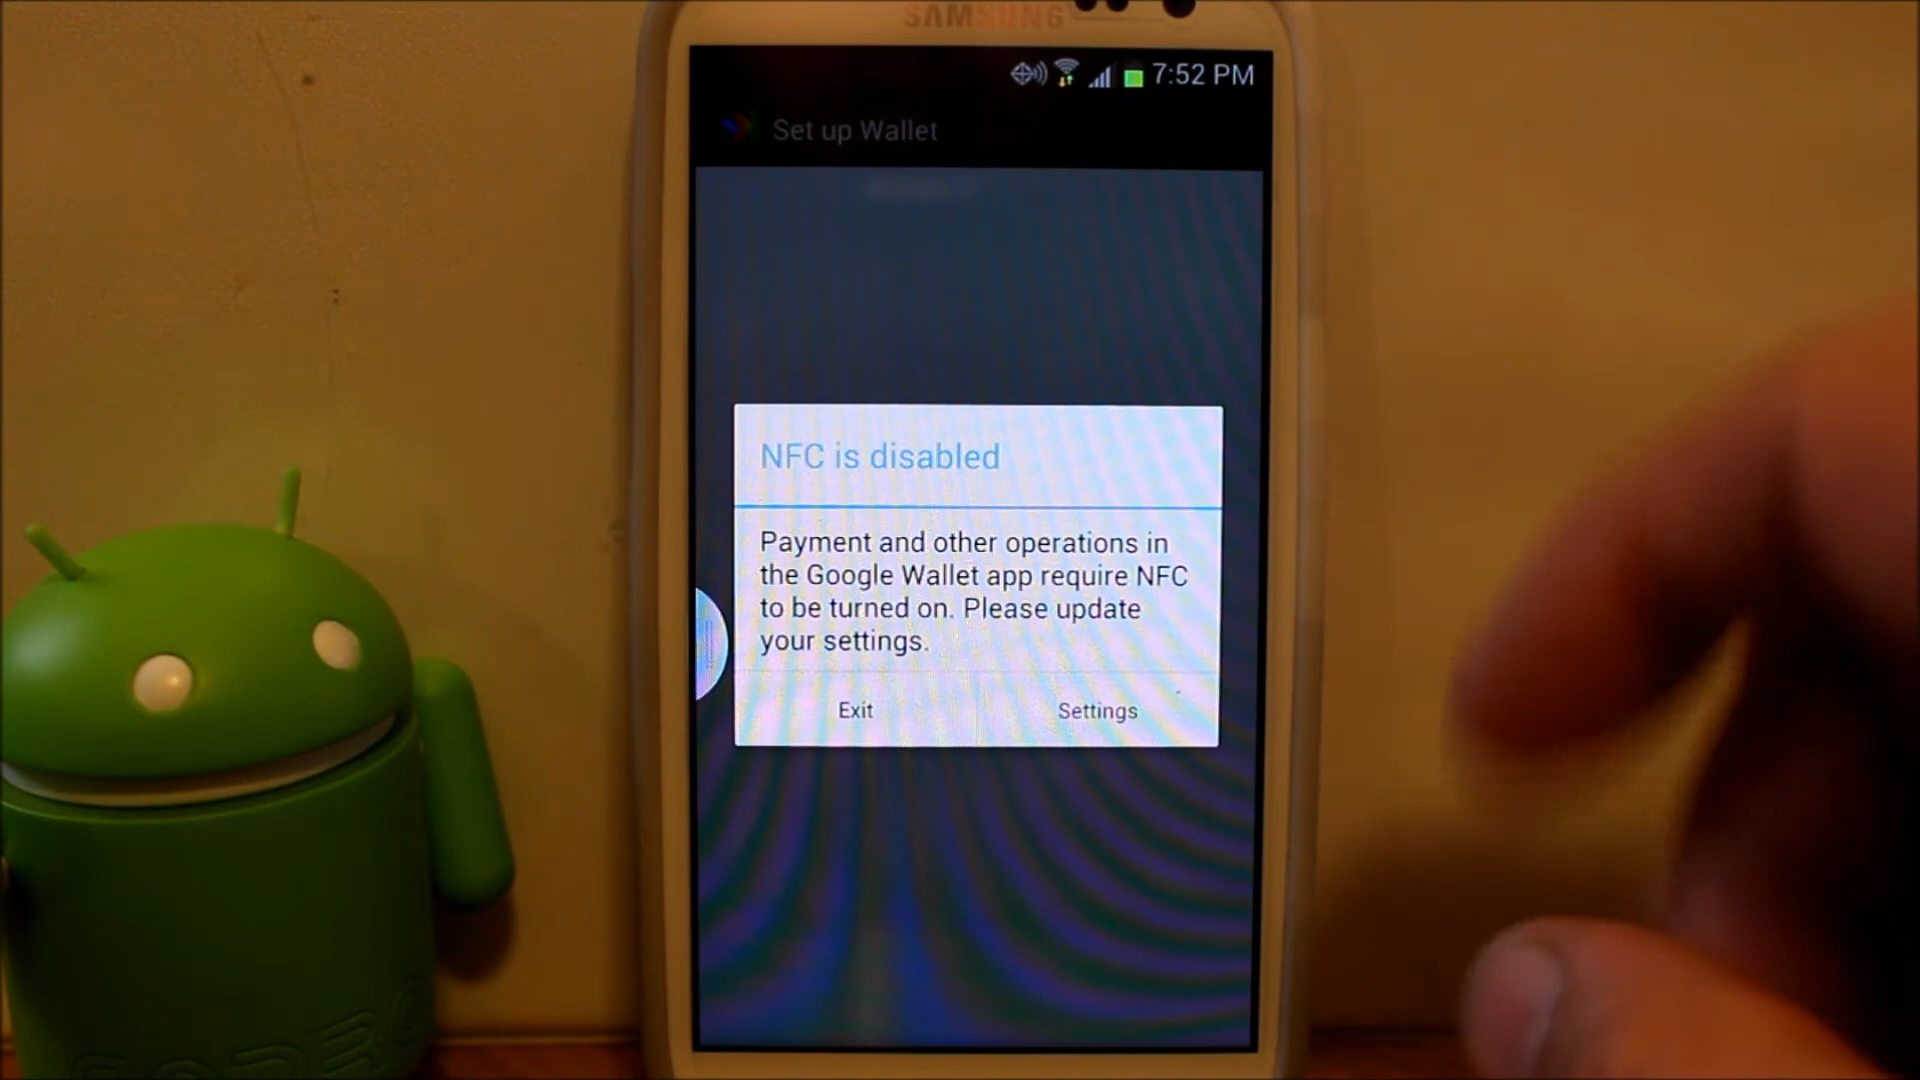 SAMSUNG
7:52 PM
Set up Wallet
NFC is disabled
Payment and other operations in
the Google Wallet app require NFC
to be turned on. Please update
your settings.
Exit Settings